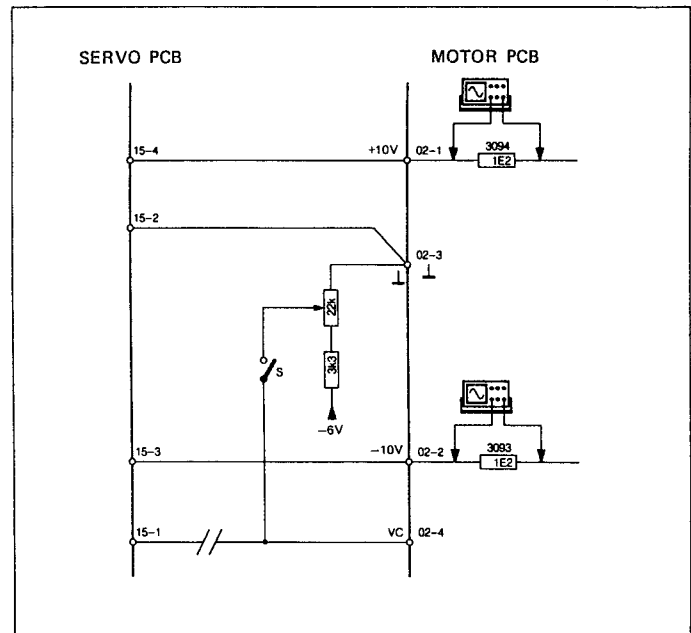 SERVO PCB
MOTOR PCB
15-4
+10V
02-1
3094
1E2
15-2
02-3
22k
3k3
S
-6V
15-3
-10V
02-2
3093
1E2
15-1
VC
02-4